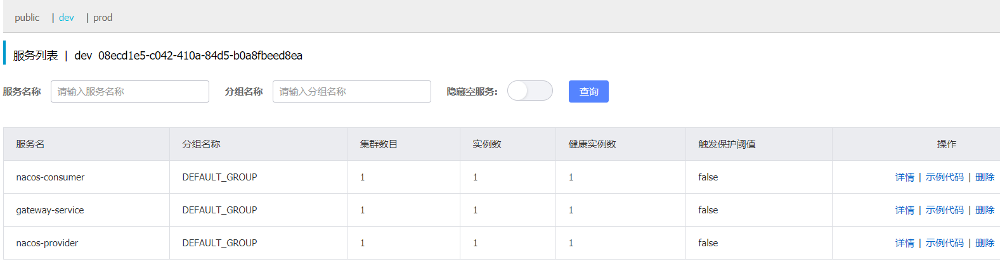 public | dev | prod
服务列表 | dev 08ecd1e5-c042-410a-84d5-b0a8fbeed8ea
服务名称 请输入服务名称 分组名称 请输入分组名称 隐藏空服务: 查询
服务名 分组名称 集群数目 实例数 健康实例数 触发保护阈值 操作
nacos-consumer DEFAULT_GROUP 1 1 1 false 详情 | 示例代码 | 删除
gateway-service DEFAULT_GROUP 1 1 1 false 详情 | 示例代码 | 删除
nacos-provider DEFAULT_GROUP 1 1 1 false 详情 | 示例代码 | 删除